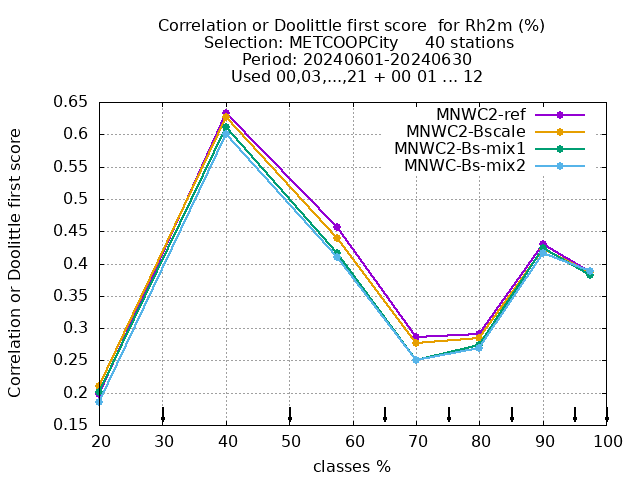 Correlation or Doolittle first score  for Rh2m (%)
Selection: METCOOPCity     40 stations
Period: 20240601-20240630
Used 00,03,...,21 + 00 01 ... 12
MNWC2-ref
MNWC2-Bscale
MNWC2-Bs-mix1
MNWC-Bs-mix2
Correlation or Doolittle first score
0.65
0.6
0.55
0.5
0.45
0.4
0.35
0.3
0.25
0.2
0.15
20 30 40 50 60 70 80 90 100
classes %